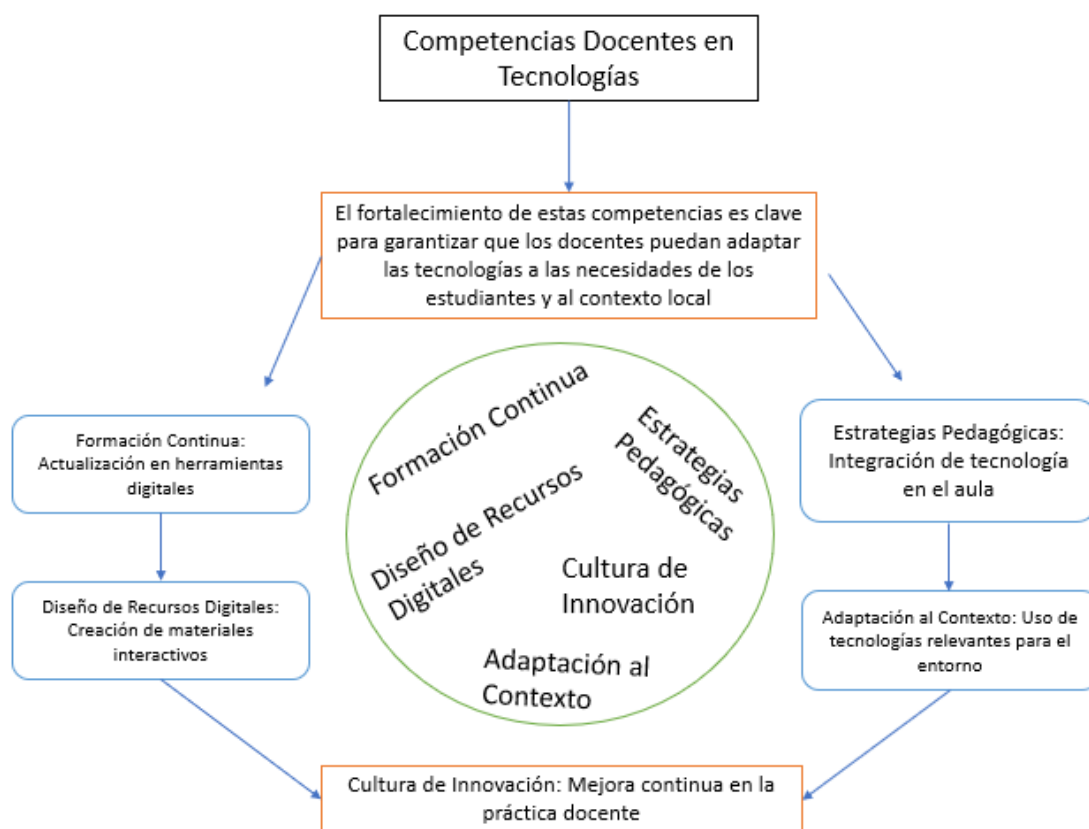 Competencias Docentes en
Tecnologías
El fortalecimiento de estas competencias es clave
para garantizar que los docentes puedan adaptar
las tecnologías a las necesidades de los
estudiantes y al contexto local
Formación Continua:
Actualización en herramientas
digitales
Diseño de Recursos Digitales:
Creación de materiales
interactivos
Formación Continua
Estrategias
Pedagógicas
Diseño de Recursos
Digitales
Cultura de
Innovación
Adaptación al
Contexto
Estrategias Pedagógicas:
Integración de tecnología
en el aula
Adaptación al Contexto: Uso de
tecnologías relevantes para el
entorno
Cultura de Innovación: Mejora continua en la
práctica docente